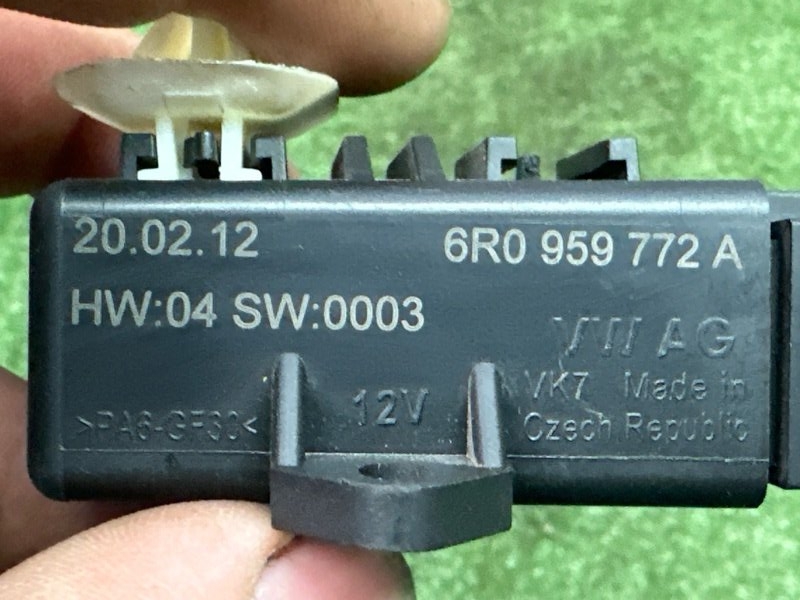 20.02.12 6R0 959 772 A
HW:04 SW:0003
VW AG
VK7 Made in
>PA6-GF30< 12V Czech Republic